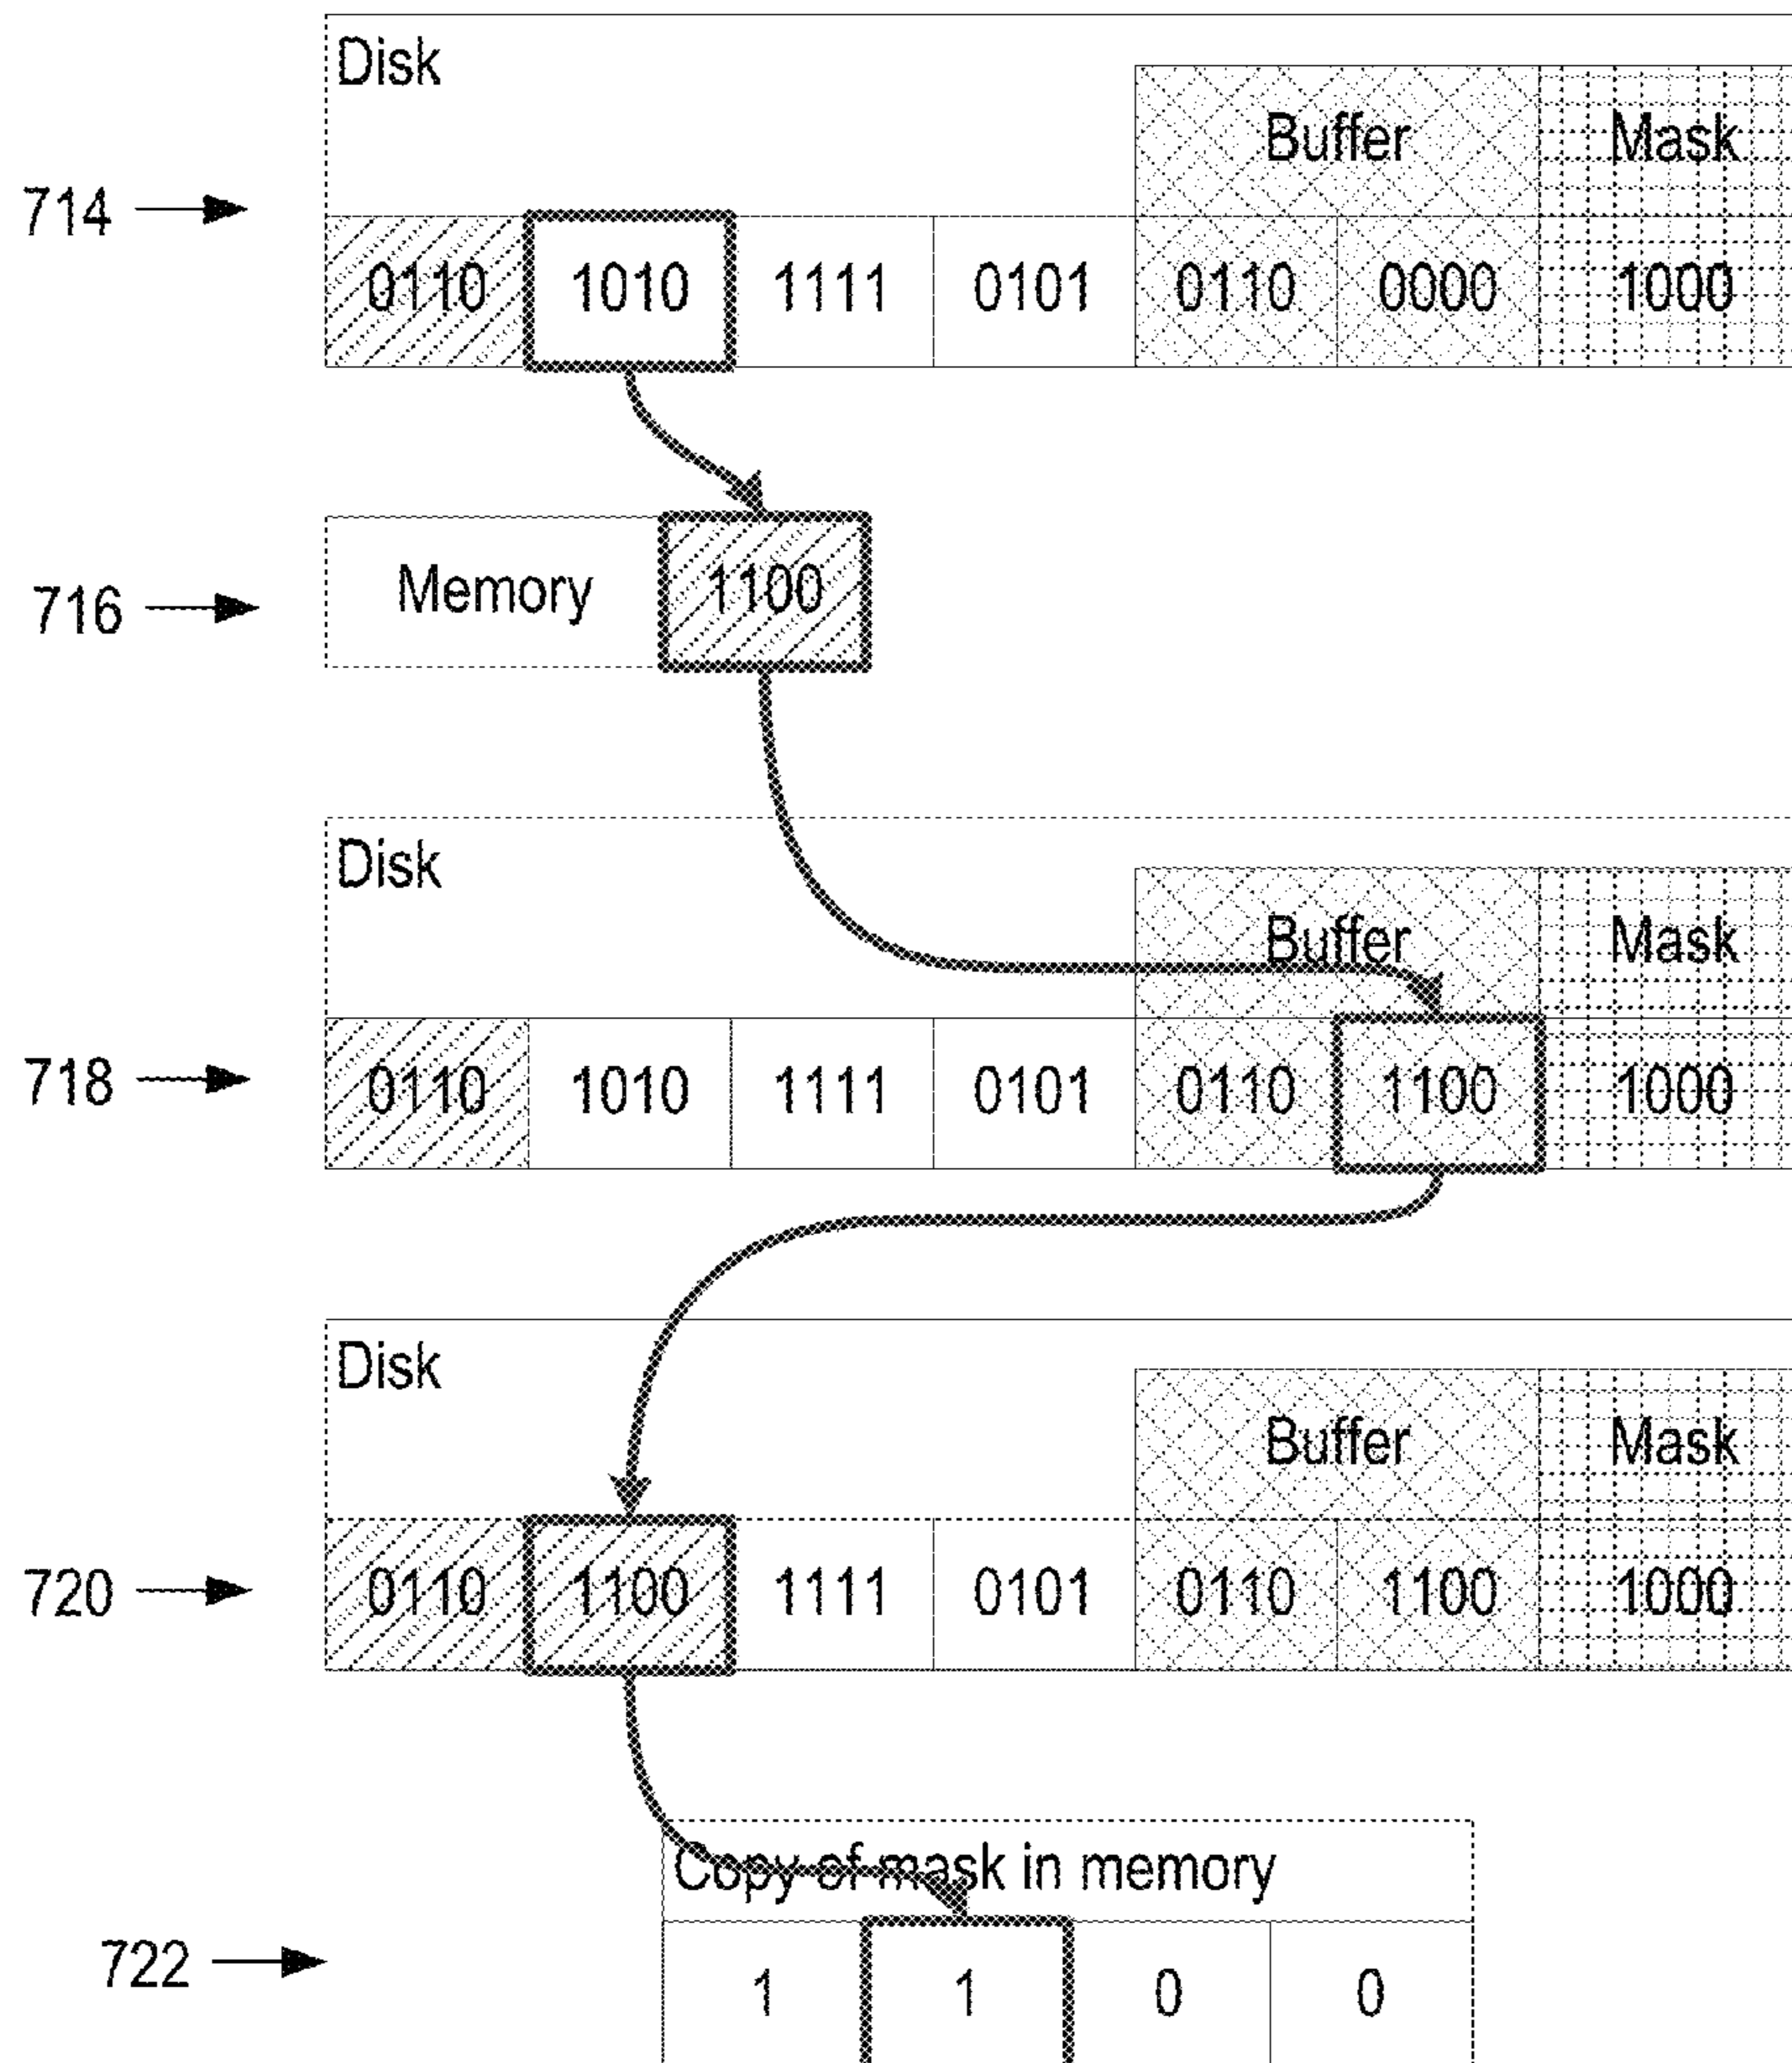 Disk
Buffer Mask
714
0110 1010 1111 0101 0110 0000 1000
716 Memory 1100
Disk
Buffer Mask
718 0110 1010 1111 0101 0110 1100 1000
Disk
Buffer Mask
720 0110 1100 1111 0101 0110 1100 1000
Copy of mask in memory
722 1 1 0 0